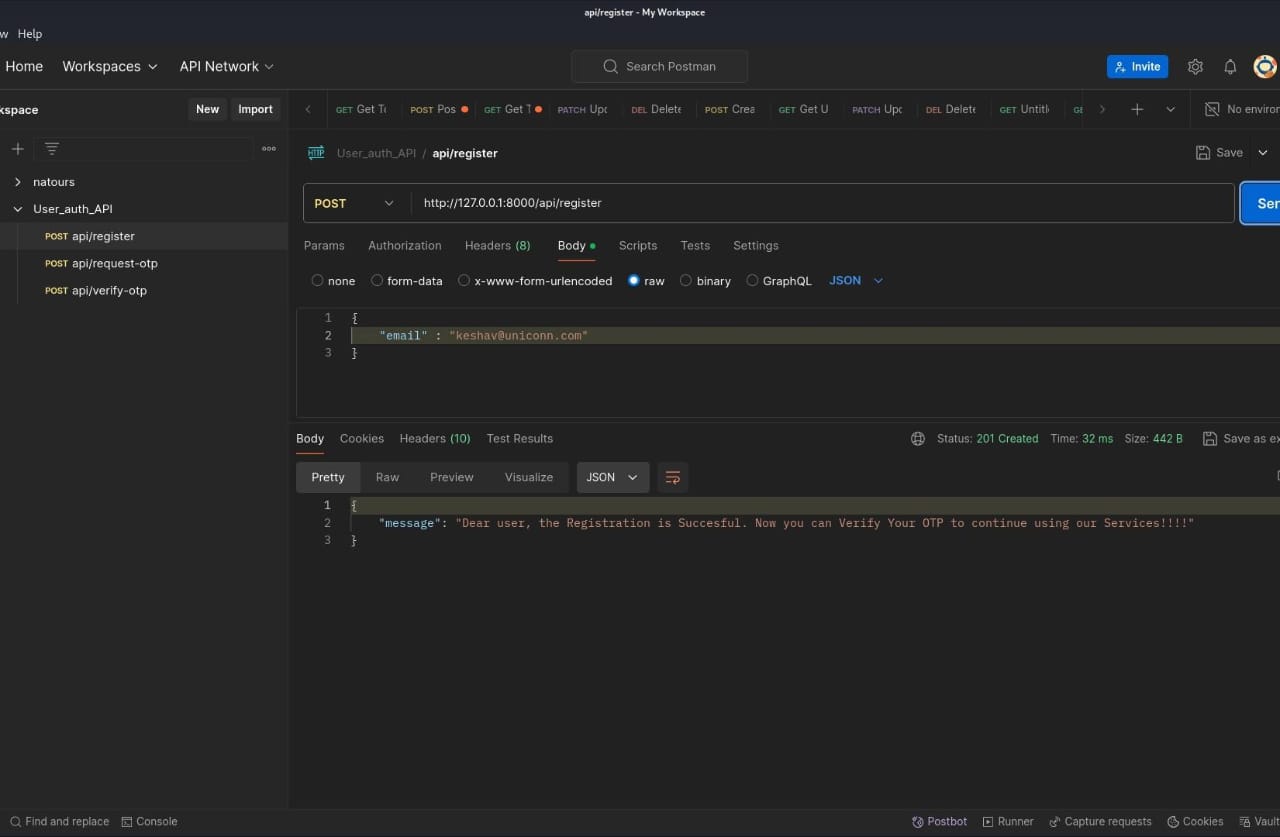 api/register - My Workspace
w Help
Home Workspaces API Network Search Postman Invite
kspace New Import GET Get To POST Pos GET Get T PATCH Upd DEL Delete POST Crea GET Get U PATCH Upd DEL Delete GET Untitl GE No environ
User_auth_API / api/register Save
natours
User_auth_API
POST api/register
POST api/request-otp
POST api/verify-otp
POST http://127.0.0.1:8000/api/register Sen
Params Authorization Headers (8) Body Scripts Tests Settings
none form-data x-www-form-urlencoded raw binary GraphQL JSON
1 {
2 "email" : "keshav@uniconn.com"
3 }
Body Cookies Headers (10) Test Results Status: 201 Created Time: 32 ms Size: 442 B Save as ex
Pretty Raw Preview Visualize JSON
1 {
2 "message": "Dear user, the Registration is Succesful. Now you can Verify Your OTP to continue using our Services!!!!"
3 }
Find and replace Console Postbot Runner Capture requests Cookies Vault